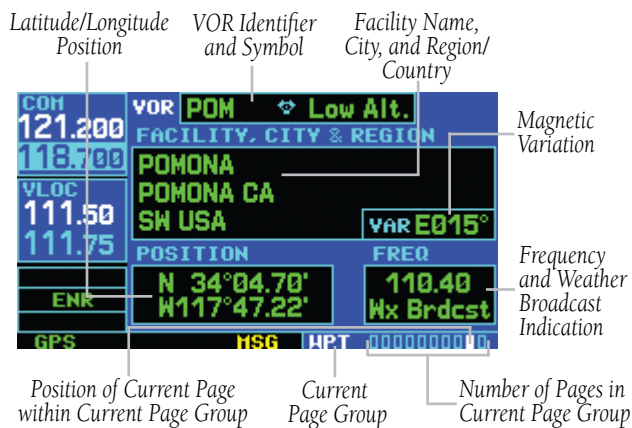 Latitude/Longitude
Position
VOR Identifier
and Symbol
Facility Name,
City, and Region/
Country
COM
121.200
118.700
VLOC
111.50
111.75
ENR
GPS
VOR POM Low Alt.
FACILITY, CITY & REGION
POMONA
POMONA CA
SW USA
VAR E015°
POSITION
N 34°04.70'
W117°47.22'
FREQ
110.40
Wx Brdcst
MSG
WPT
Magnetic
Variation
Frequency
and Weather
Broadcast
Indication
Position of Current Page
within Current Page Group
Current
Page Group
Number of Pages in
Current Page Group